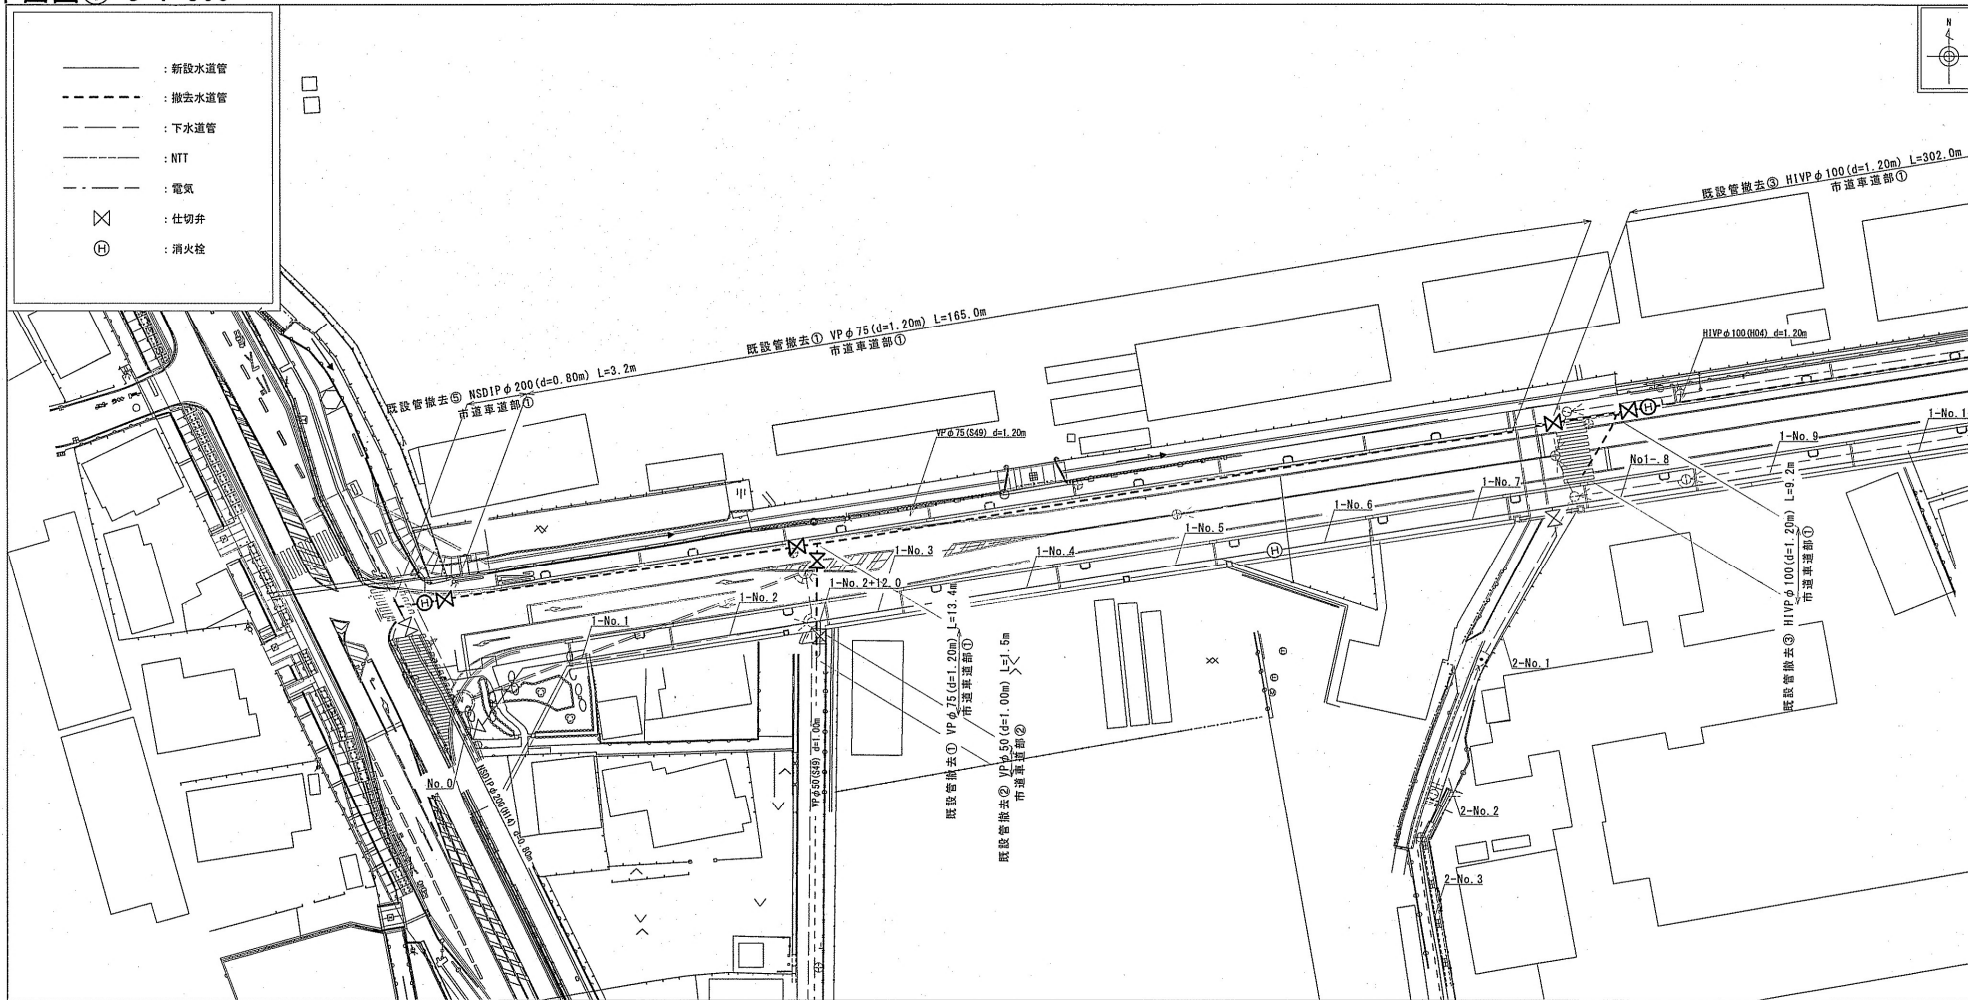 : 新設水道管
: 撤去水道管
: 下水道管
: NTT
: 電気
: 仕切弁
H : 消火栓
N
既設管撤去③ HIVPφ100(d=1.20m) L=302.0m
市道車道部①
既設管撤去① VPφ75(d=1.20m) L=165.0m
市道車道部①
既設管撤去⑤ NSDIPφ200(d=0.80m) L=3.2m
市道車道部①
HIVPφ100(H04) d=1.20m
VPφ75(S49) d=1.20m
H
H
H
No.0
1-No.1
1-No.2
1-No.2+12.0
1-No.3
1-No.4
1-No.5
1-No.6
1-No.7
No1-.8
1-No.9
2-No.1
2-No.2
2-No.3
既設管撤去① VPφ75(d=1.20m) L=13.4m
市道車道部①
既設管撤去② VPφ50(d=1.00m) L=1.5m
市道車道部②
既設管撤去③ HIVPφ100(d=1.20m) L=9.2m
市道車道部①
VPφ50(S49) d=1.00m
NSDIPφ200(H14) d=0.80m